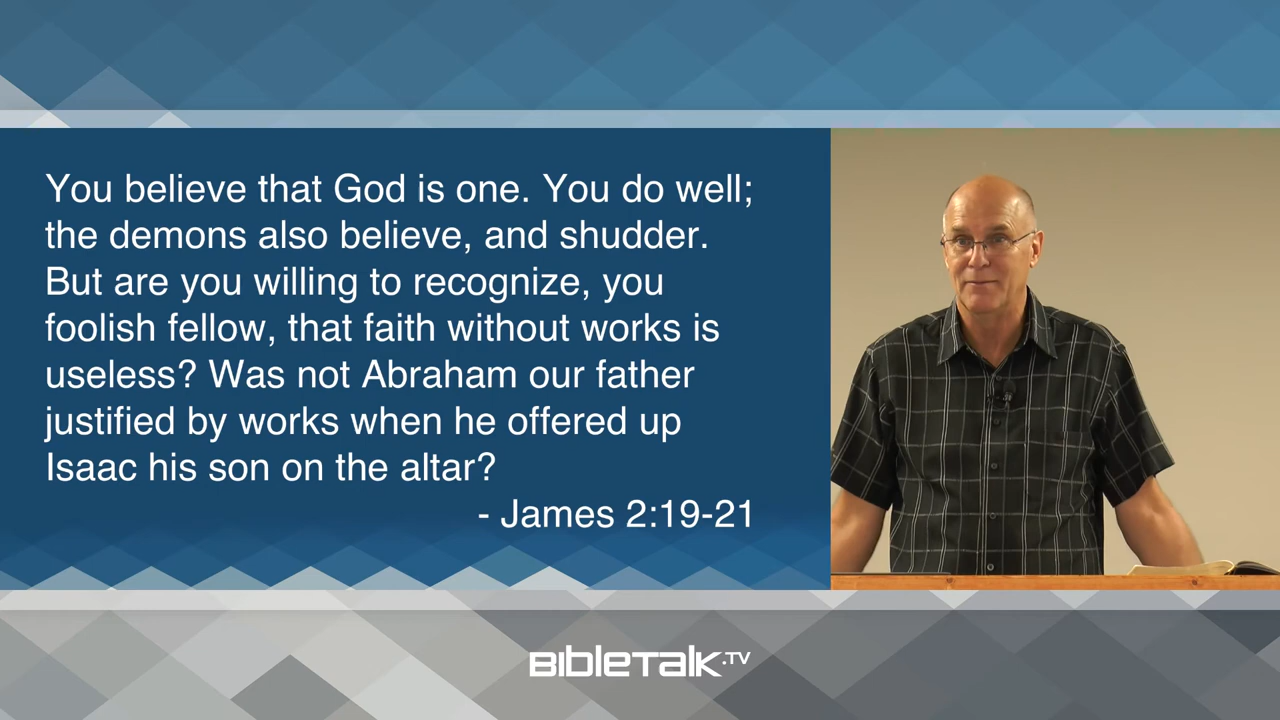 You believe that God is one. You do well;
the demons also believe, and shudder.
But are you willing to recognize, you
foolish fellow, that faith without works is
useless? Was not Abraham our father
justified by works when he offered up
Isaac his son on the altar?
- James 2:19-21
BIBLETALK.TV